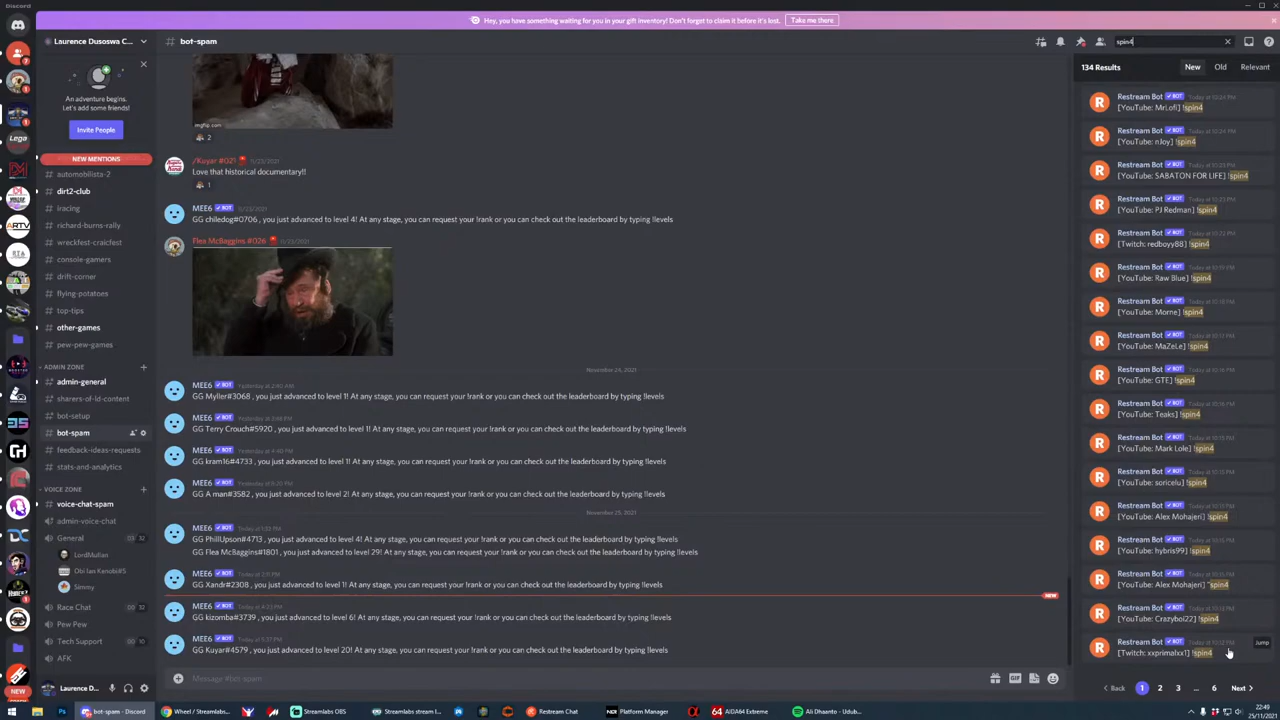 Discord
Hey, you have something waiting for you in your gift inventory! Don't forget to claim it before it's lost.
Take me there
Laurence Dusoswa C...
# bot-spam
spin4
An adventure begins.
Let's add some friends!
Invite People
NEW MENTIONS
automobilista-2
dirt2-club
iracing
richard-burns-rally
wreckfest-craicfest
console-gamers
drift-corner
flying-potatoes
top-tips
other-games
pew-pew-games
ADMIN ZONE
admin-general
sharers-of-ld-content
bot-setup
bot-spam
feedback-ideas-requests
stats-and-analytics
VOICE ZONE
voice-chat-spam
admin-voice-chat
General 03 32
LordMullan
Obi Ian Kenobi#5
Simmy
Race Chat 00 32
Pew Pew
Tech Support 00 10
AFK
Laurence D...
NEW
imgflip.com
2
/Kuyar #021 11/23/2021
Love that historical documentary!!
1
MEE6 BOT 11/23/2021
GG chiledog#0706 , you just advanced to level 4! At any stage, you can request your !rank or you can check out the leaderboard by typing !levels
Flea McBaggins #026 11/23/2021
November 24, 2021
MEE6 BOT Yesterday at 2:40 AM
GG Myller#3068 , you just advanced to level 1! At any stage, you can request your !rank or you can check out the leaderboard by typing !levels
MEE6 BOT Yesterday at 3:46 PM
GG Terry Crouch#5920 , you just advanced to level 1! At any stage, you can request your !rank or you can check out the leaderboard by typing !levels
MEE6 BOT Yesterday at 4:40 PM
GG kram16#4733 , you just advanced to level 1! At any stage, you can request your !rank or you can check out the leaderboard by typing !levels
MEE6 BOT
GG A man#3582 , you just advanced to level 2! At any stage, you can request your !rank or you can check out the leaderboard by typing !levels
November 25, 2021
MEE6 BOT Today at 1:03 PM
GG PhillUpson#4713 , you just advanced to level 4! At any stage, you can request your !rank or you can check out the leaderboard by typing !levels
GG Flea McBaggins#1801 , you just advanced to level 29! At any stage, you can request your !rank or you can check out the leaderboard by typing !levels
MEE6 BOT
GG Xandr#2308 , you just advanced to level 1! At any stage, you can request your !rank or you can check out the leaderboard by typing !levels
NEW
MEE6 BOT Today at 4:33 PM
GG kizomba#3739 , you just advanced to level 6! At any stage, you can request your !rank or you can check out the leaderboard by typing !levels
MEE6 BOT Today at 5:37 PM
GG Kuyar#4579 , you just advanced to level 20! At any stage, you can request your !rank or you can check out the leaderboard by typing !levels
Message #bot-spam
GIF
134 Results
New
Old
Relevant
Restream Bot BOT Today at 10:24 PM
[YouTube: MrLofi] !spin4
Restream Bot BOT Today at 10:24 PM
[YouTube: nJoy] !spin4
Restream Bot BOT Today at 10:23 PM
[YouTube: SABATON FOR LIFE] !spin4
Restream Bot BOT Today at 10:23 PM
[YouTube: PJ Redman] !spin4
Restream Bot BOT Today at 10:22 PM
[Twitch: redboyy88] !spin4
Restream Bot BOT
[YouTube: Raw Blue] !spin4
Restream Bot BOT Today at 10:18 PM
[YouTube: Morne] !spin4
Restream Bot BOT Today at 10:17 PM
[YouTube: MaZeLe] !spin4
Restream Bot BOT Today at 10:16 PM
[YouTube: GTE] !spin4
Restream Bot BOT Today at 10:16 PM
[YouTube: Teaks] !spin4
Restream Bot BOT Today at 10:15 PM
[YouTube: Mark Lole] !spin4
Restream Bot BOT Today at 10:15 PM
[YouTube: soricelu] !spin4
Restream Bot BOT Today at 10:15 PM
[YouTube: Alex Mohajeri] !spin4
Restream Bot BOT Today at 10:15 PM
[YouTube: hybris99] !spin4
Restream Bot BOT Today at 10:15 PM
[YouTube: Alex Mohajeri] "spin4
Restream Bot BOT Today at 10:13 PM
[YouTube: Crazyboi22] !spin4
Restream Bot BOT Today at 10:12 PM
[Twitch: xxprimalxx1] !spin4
Jump
Back 1 2 3 ... 6 Next
bot-spam - Discord
Wheel / Streamlabs ...
Streamlabs OBS
Streamlabs stream l...
Restream Chat
Platform Manager
AIDA64 Extreme
Ali Dhaanto - Udub...
22:49
25/11/2021